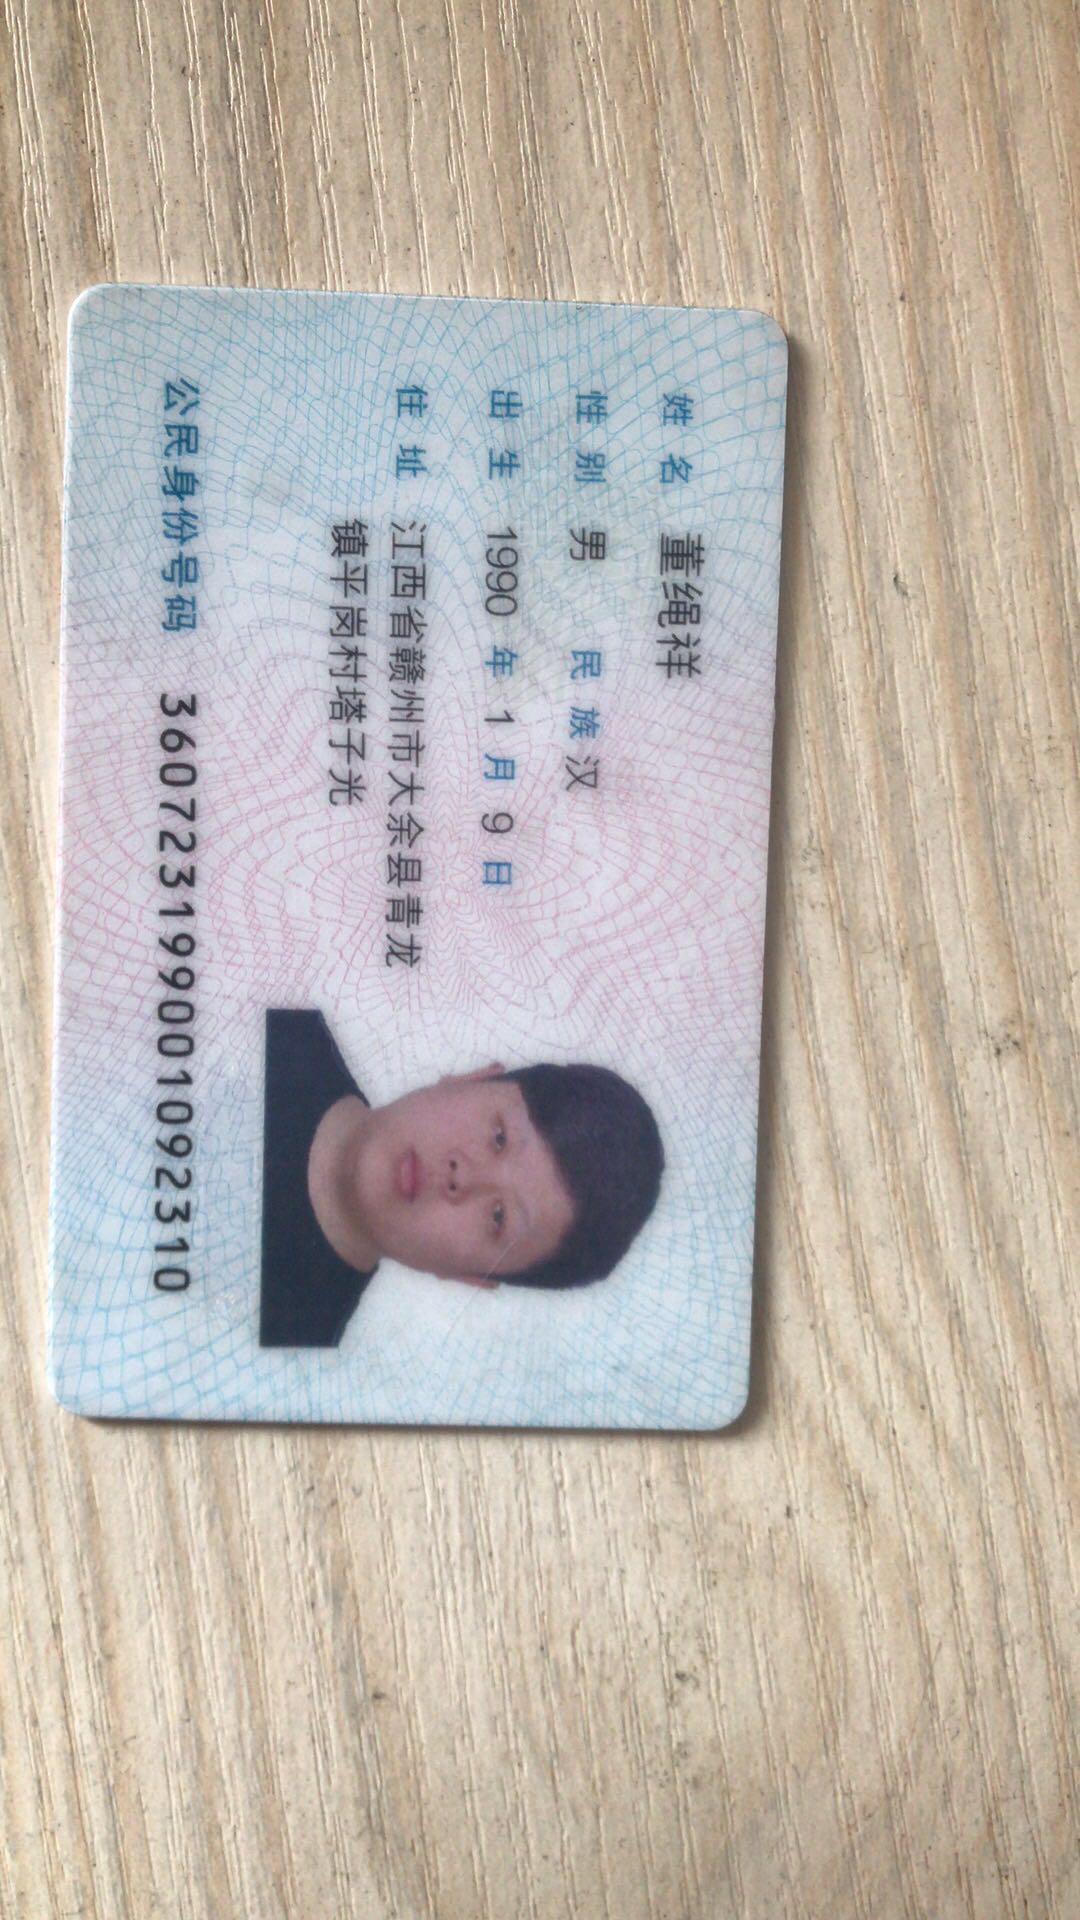 姓名 董绳祥
性别 男 民族 汉
出生 1990 年 1 月 9 日
住址 江西省赣州市大余县青龙
镇平岗村塔子光
公民身份号码 360723199001092310